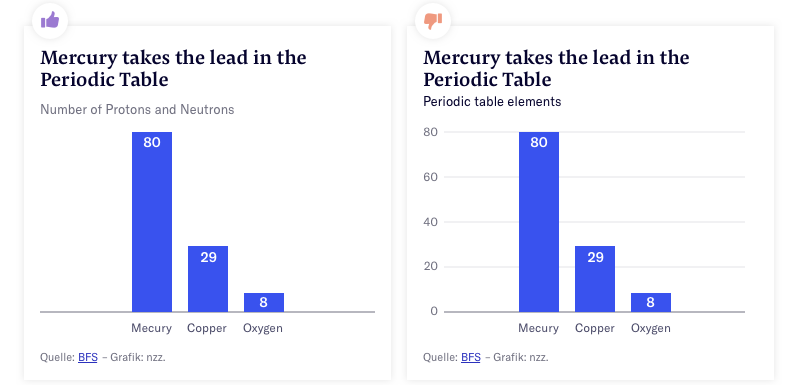 Mercury takes the lead in the
Periodic Table
Number of Protons and Neutrons
80
29
8
Mecury Copper Oxygen
Quelle: BFS – Grafik: nzz.
Mercury takes the lead in the
Periodic Table
Periodic table elements
80
60
40
20
0
80
29
8
Mecury Copper Oxygen
Quelle: BFS – Grafik: nzz.